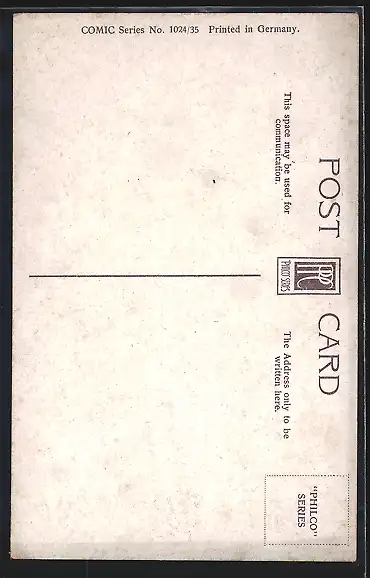 COMIC Series No. 1024/35 Printed in Germany.
POST CARD
This space may be used for
communication.
PHILCO SERIES
The Address only to be
written here.
"PHILCO"
SERIES